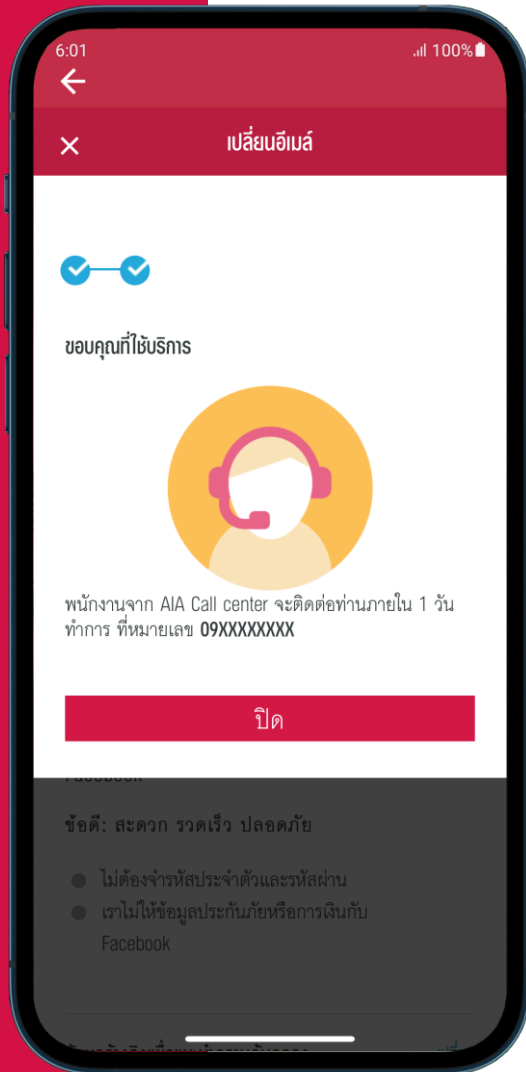 6:01
100%
เปลี่ยนอีเมล์
ขอบคุณที่ใช้บริการ
พนักงานจาก AIA Call center จะติดต่อท่านภายใน 1 วัน
ทำการ ที่หมายเลข 09XXXXXXXX
ปิด
ข้อดี: สะดวก รวดเร็ว ปลอดภัย
ไม่ต้องจำรหัสประจำตัวและรหัสผ่าน
เราไม่ให้ข้อมูลประกันภัยหรือการเงินกับ
Facebook